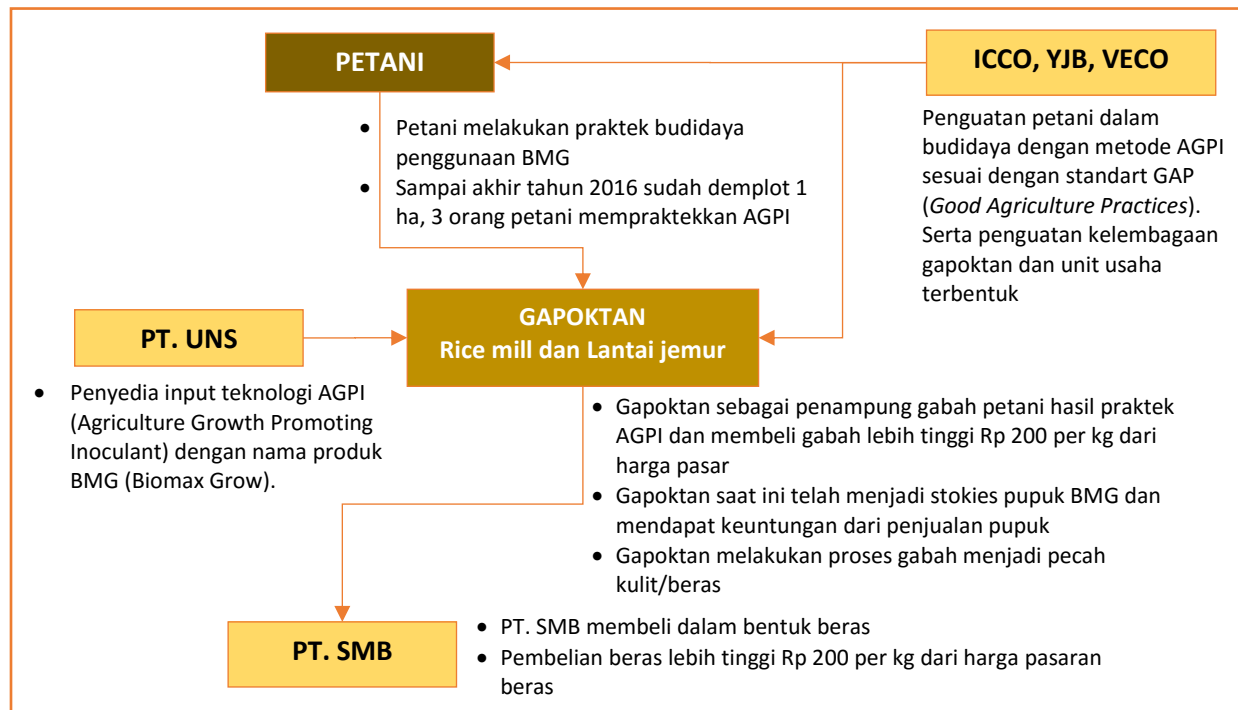 PETANI
ICCO, YJB, VECO
• Petani melakukan praktek budidaya
penggunaan BMG
• Sampai akhir tahun 2016 sudah demplot 1
ha, 3 orang petani mempraktekkan AGPI
Penguatan petani dalam
budidaya dengan metode AGPI
sesuai dengan standart GAP
(Good Agriculture Practices).
Serta penguatan kelembagaan
gapoktan dan unit usaha
terbentuk
GAPOKTAN
Rice mill dan Lantai jemur
PT. UNS
• Penyedia input teknologi AGPI
(Agriculture Growth Promoting
Inoculant) dengan nama produk
BMG (Biomax Grow).
• Gapoktan sebagai penampung gabah petani hasil praktek
AGPI dan membeli gabah lebih tinggi Rp 200 per kg dari
harga pasar
• Gapoktan saat ini telah menjadi stokies pupuk BMG dan
mendapat keuntungan dari penjualan pupuk
• Gapoktan melakukan proses gabah menjadi pecah
kulit/beras
PT. SMB
• PT. SMB membeli dalam bentuk beras
• Pembelian beras lebih tinggi Rp 200 per kg dari harga pasaran
beras